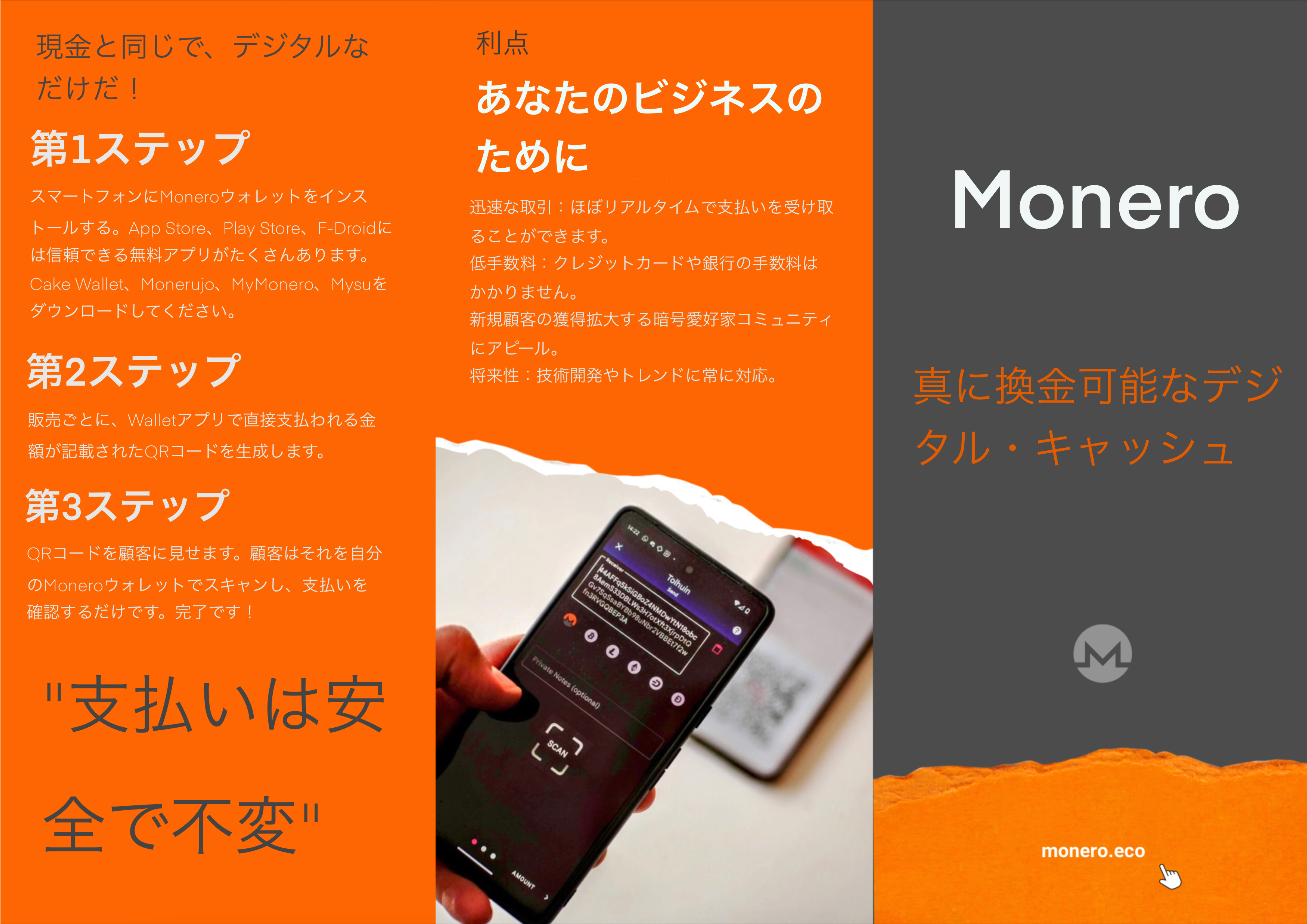 現金と同じで、デジタルな
だけだ！
第1ステップ
スマートフォンにMoneroウォレットをインス
トールする。App Store、Play Store、F-Droidに
は信頼できる無料アプリがたくさんあります。
Cake Wallet、Monerujo、MyMonero、Mysuを
ダウンロードしてください。
第2ステップ
販売ごとに、Walletアプリで直接支払われる金
額が記載されたQRコードを生成します。
第3ステップ
QRコードを顧客に見せます。顧客はそれを自分
のMoneroウォレットでスキャンし、支払いを
確認するだけです。完了です！
"支払いは安
全で不変"
利点
あなたのビジネスの
ために
迅速な取引：ほぼリアルタイムで支払いを受け取
ることができます。
低手数料：クレジットカードや銀行の手数料は
かかりません。
新規顧客の獲得拡大する暗号愛好家コミュニティ
にアピール。
将来性：技術開発やトレンドに常に対応。
14:22
Tolhuin
Send
Receiver
Private Notes (optional)
SCAN
AMOUNT
Monero
真に換金可能なデジ
タル・キャッシュ
monero.eco